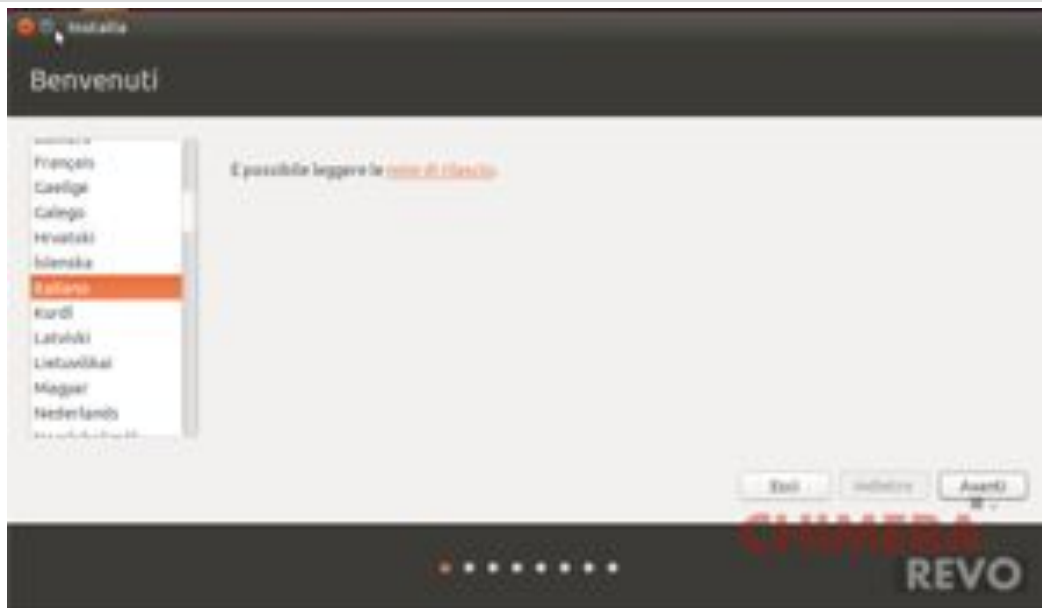 Installa
Benvenuti
Français
Gaeilge
Galego
Hrvatski
Íslenska
Italiano
Kurdî
Latviski
Lietuviškai
Magyar
Nederlands
È possibile leggere le note di rilascio.
Esci
Indietro
Avanti
CHIMERA
REVO